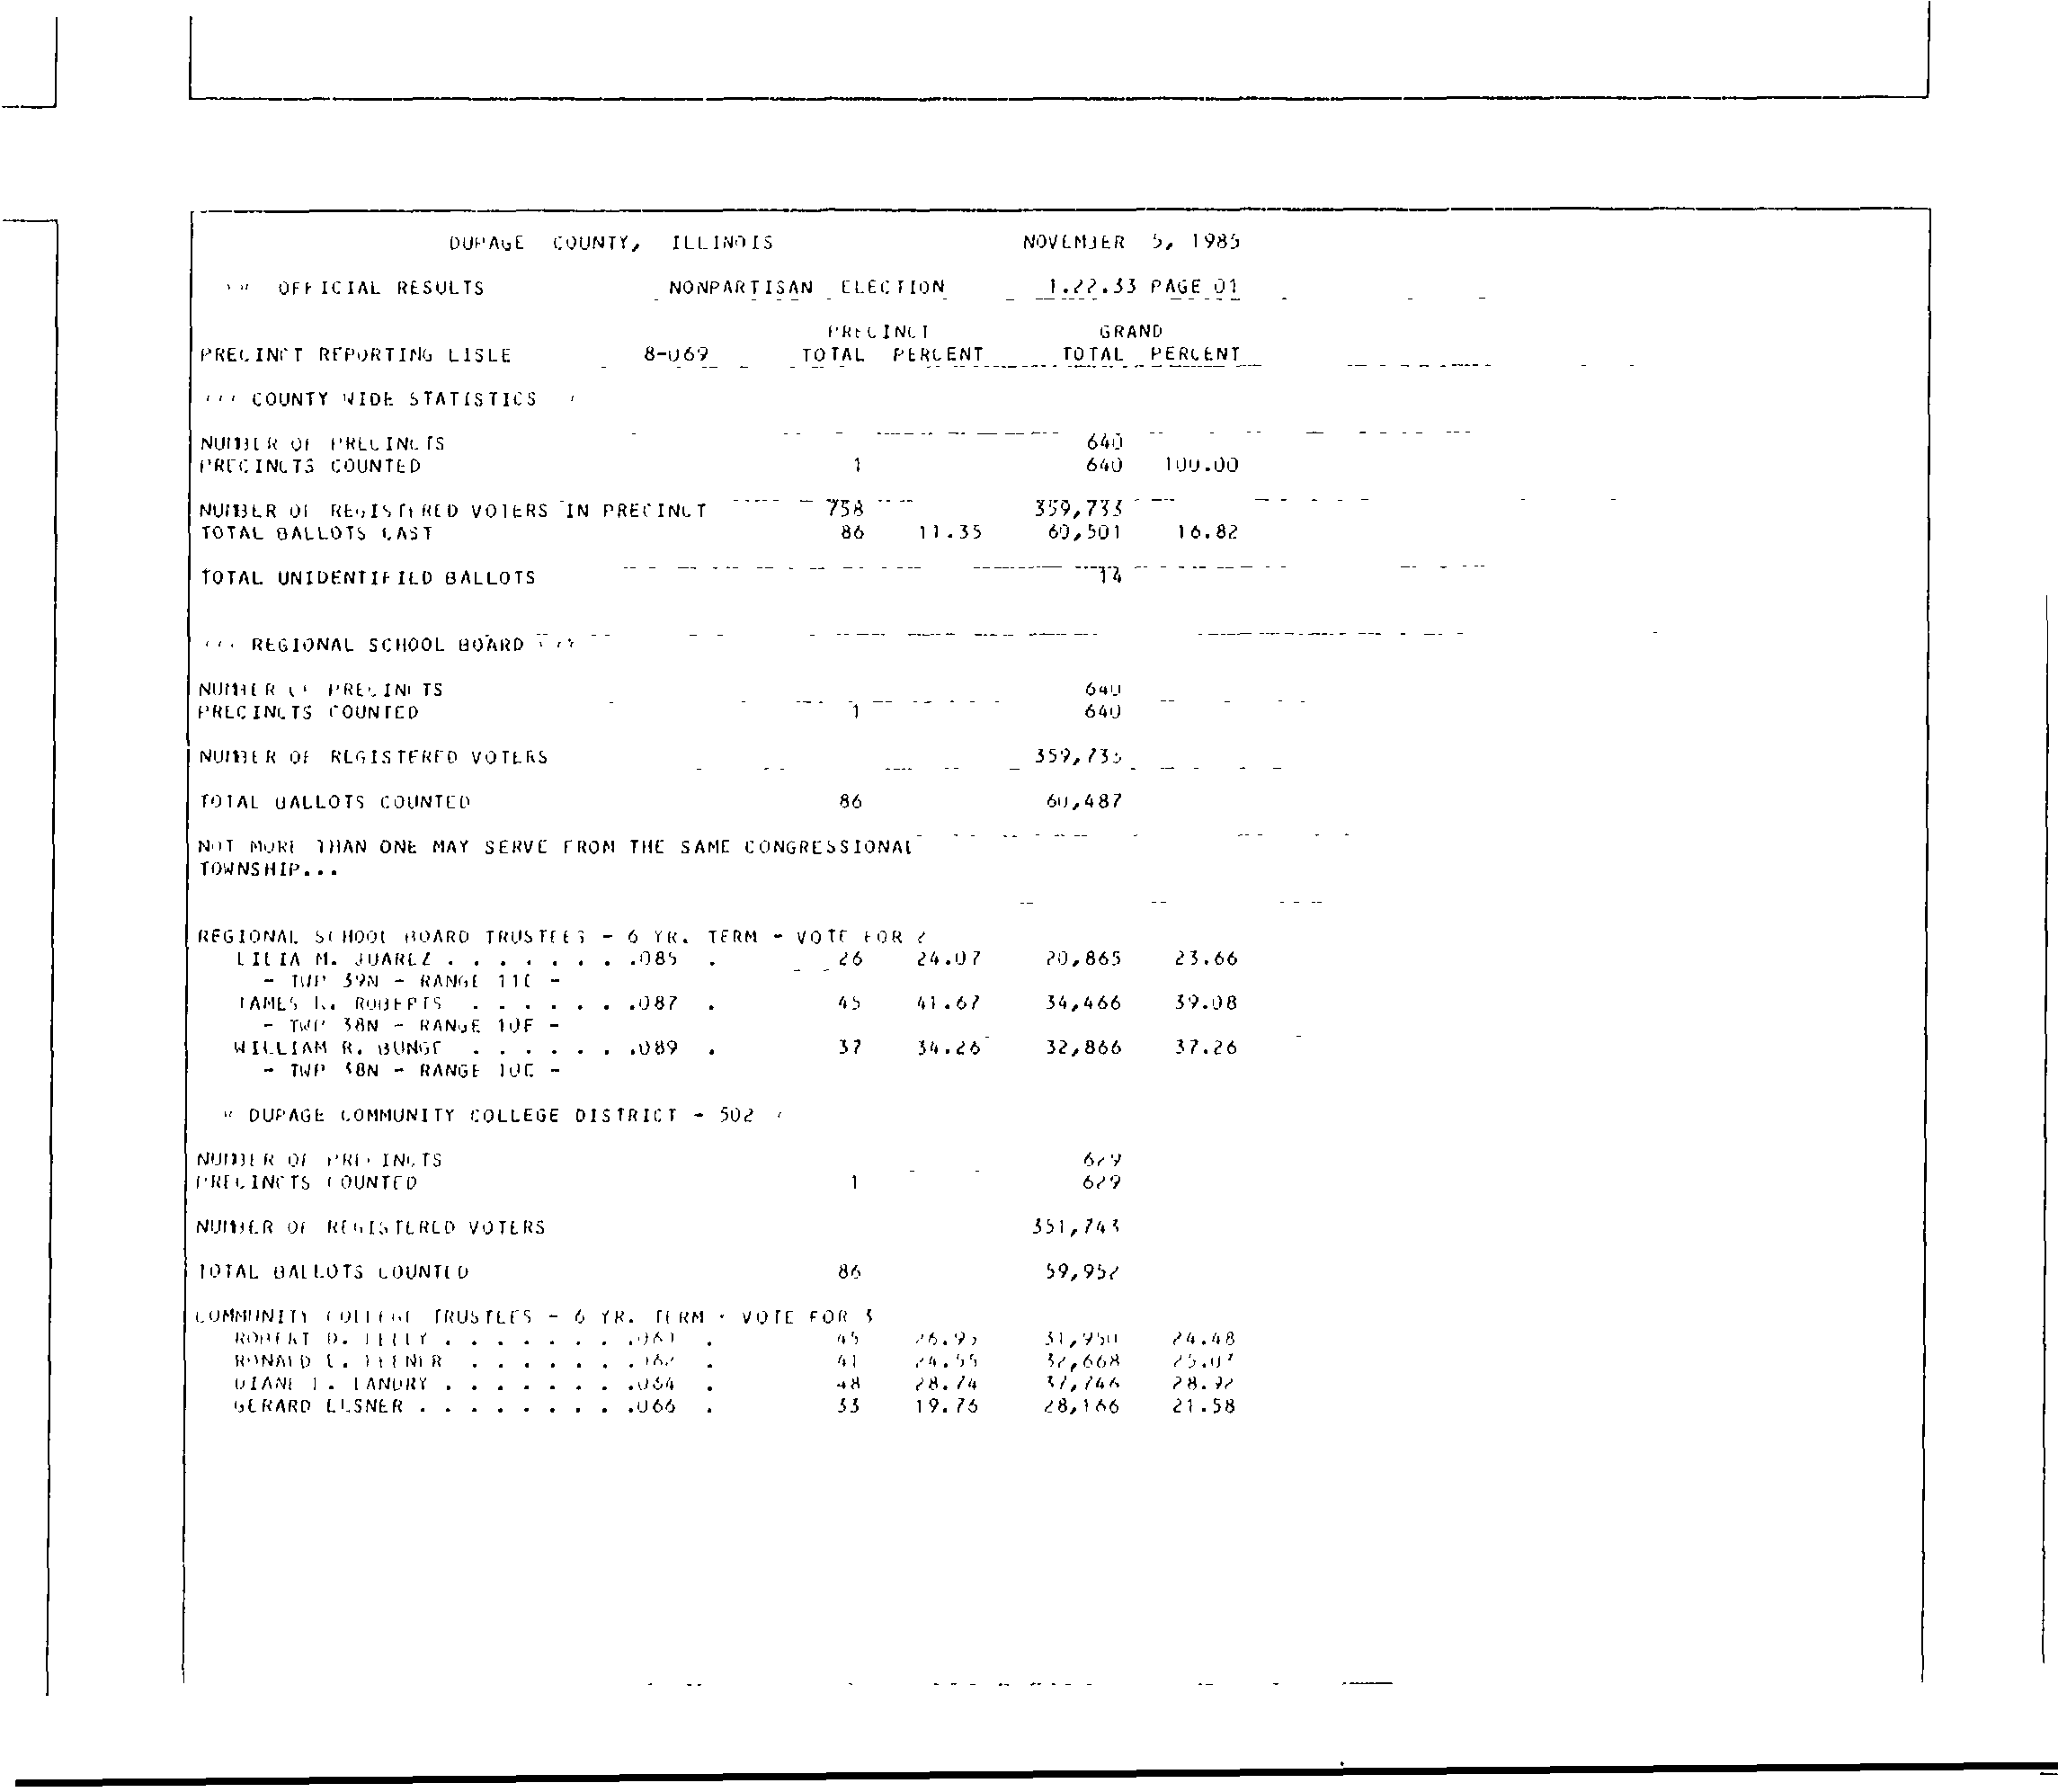 DUPAGE COUNTY, ILLINOIS NOVEMBER 5, 1985
OFFICIAL RESULTS NONPARTISAN ELECTION 1.22.33 PAGE 01
PRECINCT GRAND
PRECINCT REPORTING LISLE 8-069 TOTAL PERCENT TOTAL PERCENT
COUNTY WIDE STATISTICS
NUMBER OF PRECINCTS 640
PRECINCTS COUNTED 1 640 100.00
NUMBER OF REGISTERED VOTERS IN PRECINCT 758 359,733
TOTAL BALLOTS CAST 86 11.35 60,501 16.82
TOTAL UNIDENTIFIED BALLOTS 14
REGIONAL SCHOOL BOARD
NUMBER OF PRECINCTS 640
PRECINCTS COUNTED 1 640
NUMBER OF REGISTERED VOTERS 359,733
TOTAL BALLOTS COUNTED 86 60,487
NOT MORE THAN ONE MAY SERVE FROM THE SAME CONGRESSIONAL
TOWNSHIP...
REGIONAL SCHOOL BOARD TRUSTEES - 6 YR. TERM - VOTE FOR 2
LILIA M. JUAREZ . . . . . . . .085 . 26 24.07 20,865 23.66
- TWP 39N - RANGE 11E -
JAMES R. ROBERTS . . . . . . .087 . 45 41.67 34,466 39.08
- TWP 38N - RANGE 10E -
WILLIAM R. BUNGE . . . . . . .089 . 37 34.26 32,866 37.26
- TWP 38N - RANGE 10E -
DUPAGE COMMUNITY COLLEGE DISTRICT - 502
NUMBER OF PRECINCTS 629
PRECINCTS COUNTED 1 629
NUMBER OF REGISTERED VOTERS 351,743
TOTAL BALLOTS COUNTED 86 59,952
COMMUNITY COLLEGE TRUSTEES - 6 YR. TERM - VOTE FOR 3
ROBERT D. . . . . . . . .061 . 45 26.95 31,950 24.48
RONALD . . . . . . .062 . 41 24.55 32,668 25.07
DIANE LANDRY . . . . . . . .064 . 48 28.74 37,746 28.92
GERARD ELSNER . . . . . . . . .066 . 33 19.76 28,166 21.58